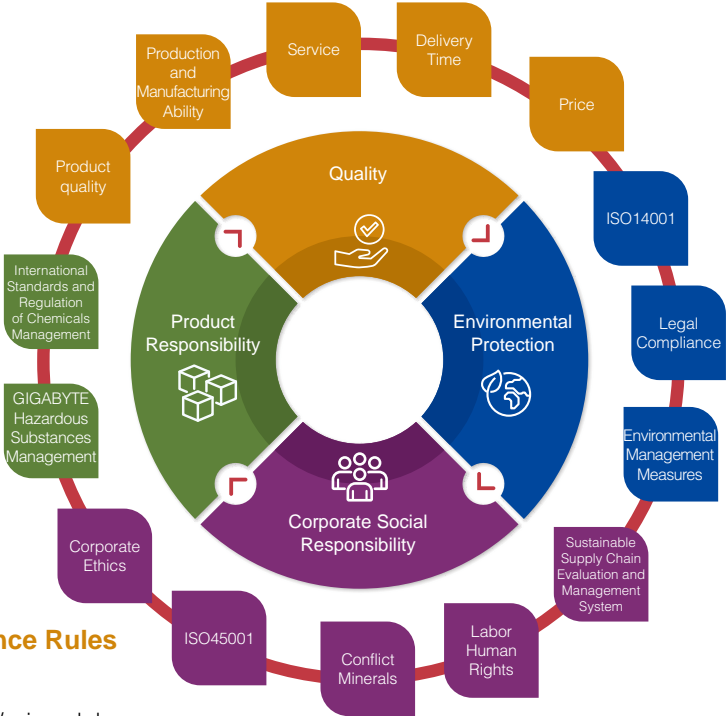 Service
Delivery
Time
Production
and
Manufacturing
Ability
Price
Product
quality
Quality
ISO14001
International
Standards and
Regulation
of Chemicals
Management
Product
Responsibility
Environmental
Protection
Legal
Compliance
GIGABYTE
Hazardous
Substances
Management
Environmental
Management
Measures
Corporate Social
Responsibility
Corporate
Ethics
Sustainable
Supply Chain
Evaluation and
Management
System
ISO45001
Labor
Human
Rights
Conflict
Minerals
Rules